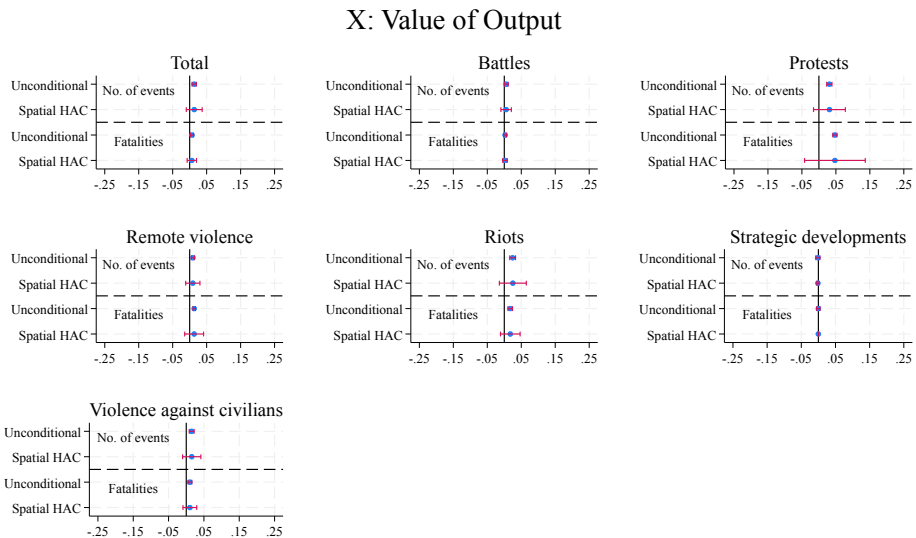 X: Value of Output
Total
Unconditional
No. of events
Spatial HAC
Unconditional
Fatalities
Spatial HAC
-.25 -.15 -.05 .05 .15 .25
Battles
Unconditional
No. of events
Spatial HAC
Unconditional
Fatalities
Spatial HAC
-.25 -.15 -.05 .05 .15 .25
Protests
Unconditional
No. of events
Spatial HAC
Unconditional
Fatalities
Spatial HAC
-.25 -.15 -.05 .05 .15 .25
Remote violence
Unconditional
No. of events
Spatial HAC
Unconditional
Fatalities
Spatial HAC
-.25 -.15 -.05 .05 .15 .25
Riots
Unconditional
No. of events
Spatial HAC
Unconditional
Fatalities
Spatial HAC
-.25 -.15 -.05 .05 .15 .25
Strategic developments
Unconditional
No. of events
Spatial HAC
Unconditional
Fatalities
Spatial HAC
-.25 -.15 -.05 .05 .15 .25
Violence against civilians
Unconditional
No. of events
Spatial HAC
Unconditional
Fatalities
Spatial HAC
-.25 -.15 -.05 .05 .15 .25